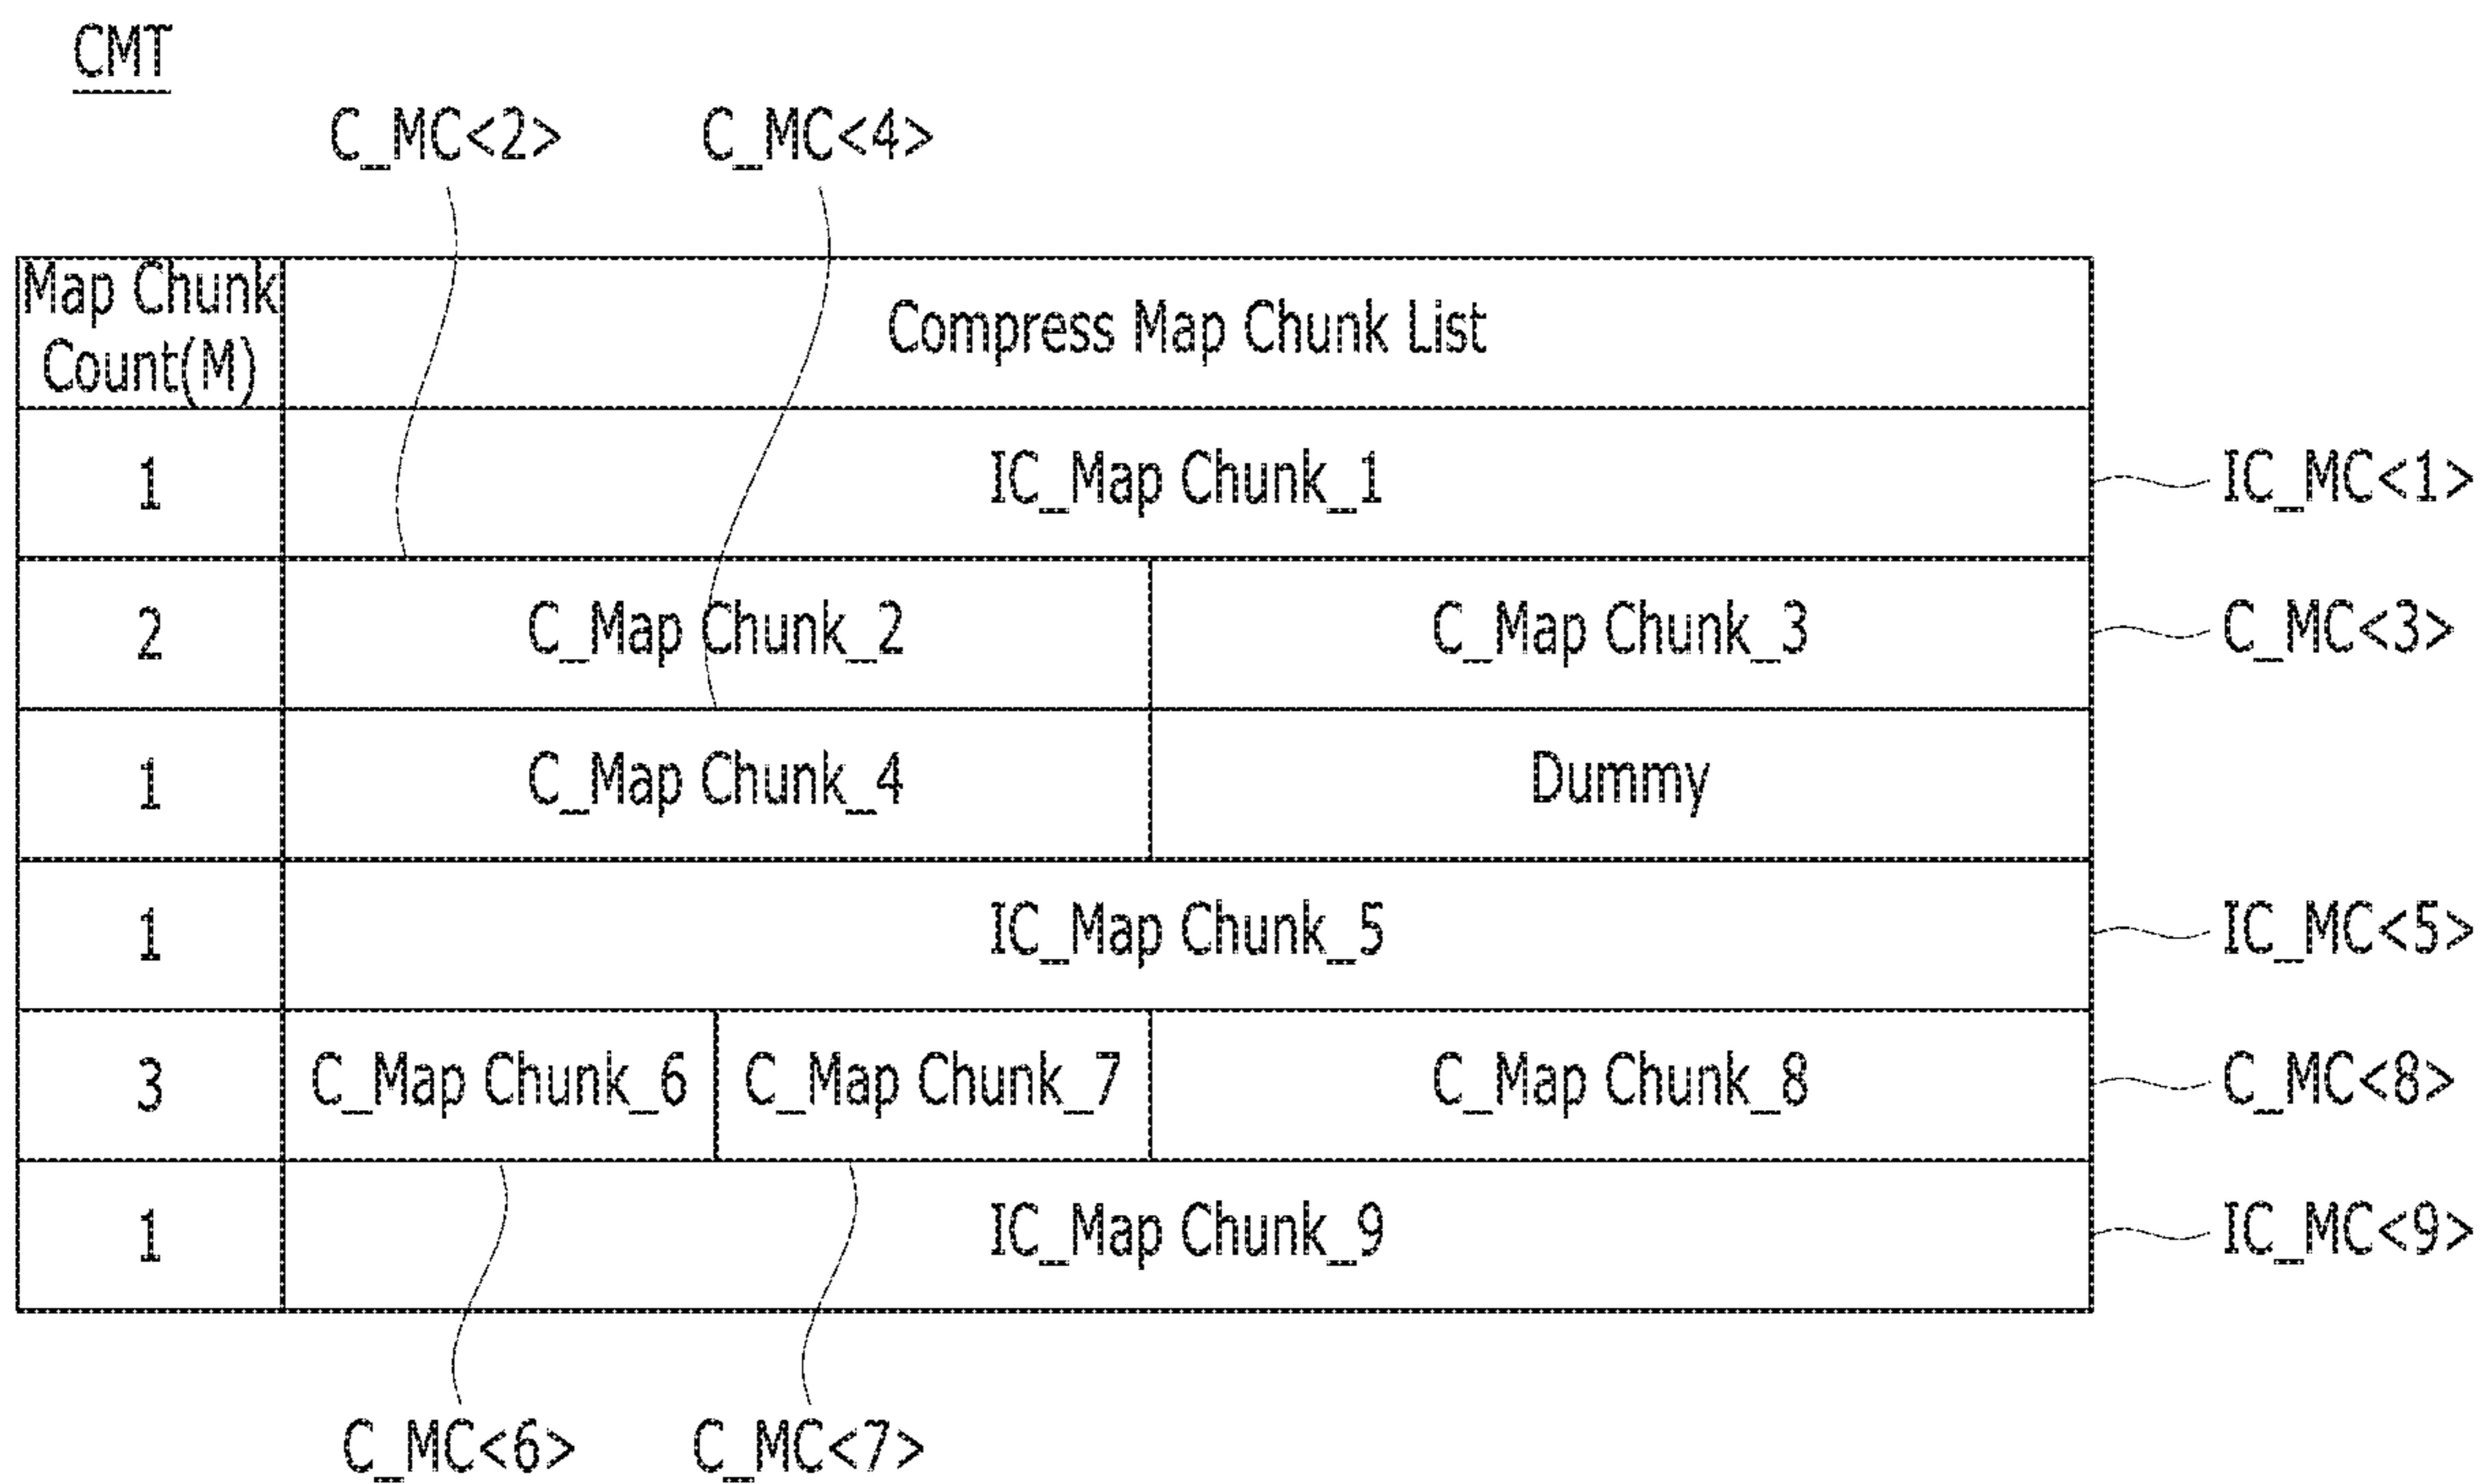 CMT
C_MC<2> C_MC<4>
Map Chunk
Count(M)
Compress Map Chunk List
1 IC_Map Chunk_1 IC_MC<1>
2 C_Map Chunk_2 C_Map Chunk_3 C_MC<3>
1 C_Map Chunk_4 Dummy
1 IC_Map Chunk_5 IC_MC<5>
3 C_Map Chunk_6 C_Map Chunk_7 C_Map Chunk_8 C_MC<8>
1 IC_Map Chunk_9 IC_MC<9>
C_MC<6> C_MC<7>